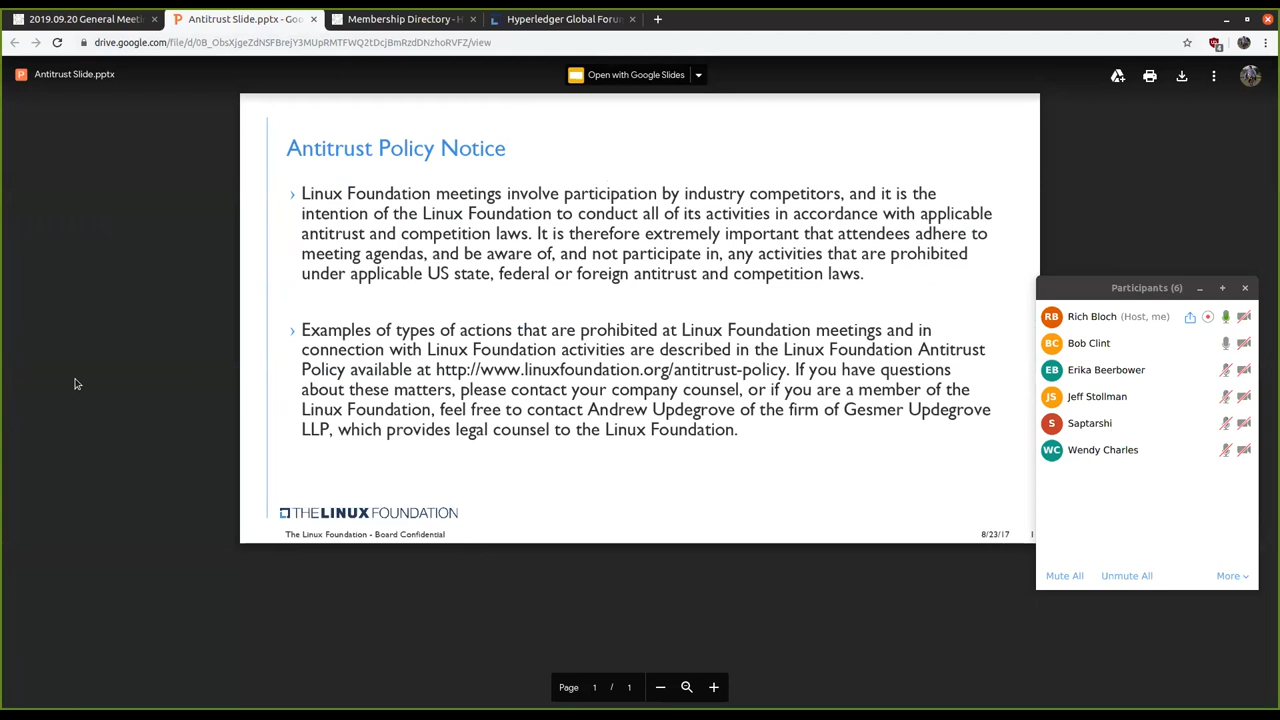 2019.09.20 General Meeti
Antitrust Slide.pptx - Goo
Membership Directory - H
Hyperledger Global Forum
drive.google.com/file/d/0B_ObsXjgeZdNSFBrejY3MUpRMTFWQ2tDcjBmRzdDNzhoRVFZ/view
4
P Antitrust Slide.pptx
Open with Google Slides
Antitrust Policy Notice
› Linux Foundation meetings involve participation by industry competitors, and it is the
intention of the Linux Foundation to conduct all of its activities in accordance with applicable
antitrust and competition laws. It is therefore extremely important that attendees adhere to
meeting agendas, and be aware of, and not participate in, any activities that are prohibited
under applicable US state, federal or foreign antitrust and competition laws.
› Examples of types of actions that are prohibited at Linux Foundation meetings and in
connection with Linux Foundation activities are described in the Linux Foundation Antitrust
Policy available at http://www.linuxfoundation.org/antitrust-policy. If you have questions
about these matters, please contact your company counsel, or if you are a member of the
Linux Foundation, feel free to contact Andrew Updegrove of the firm of Gesmer Updegrove
LLP, which provides legal counsel to the Linux Foundation.
THE LINUX FOUNDATION
The Linux Foundation - Board Confidential
8/23/17
1
Participants (6)
RB Rich Bloch (Host, me)
BC Bob Clint
EB Erika Beerbower
JS Jeff Stollman
S Saptarshi
WC Wendy Charles
Mute All
Unmute All
More
Page 1 / 1